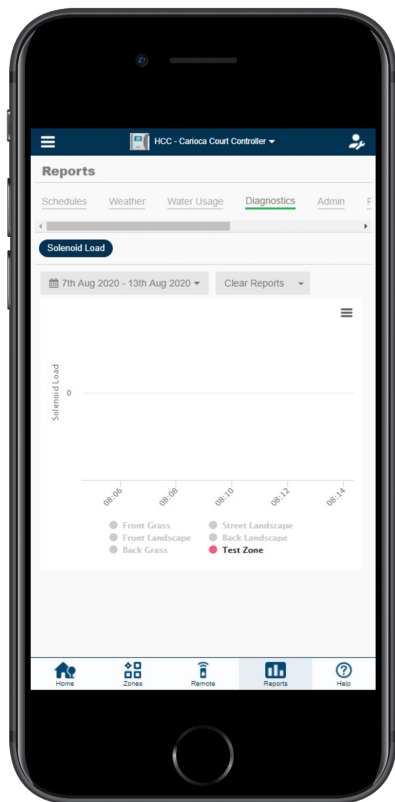 HCC - Carioca Court Controller
Reports
Schedules Weather Water Usage Diagnostics Admin F
Solenoid Load
7th Aug 2020 - 13th Aug 2020 Clear Reports
Solenoid Load
0
08:06 08:08 08:10 08:12 08:14
Front Grass Street Landscape
Front Landscape Back Landscape
Back Grass Test Zone
Home Zones Remote Reports Help